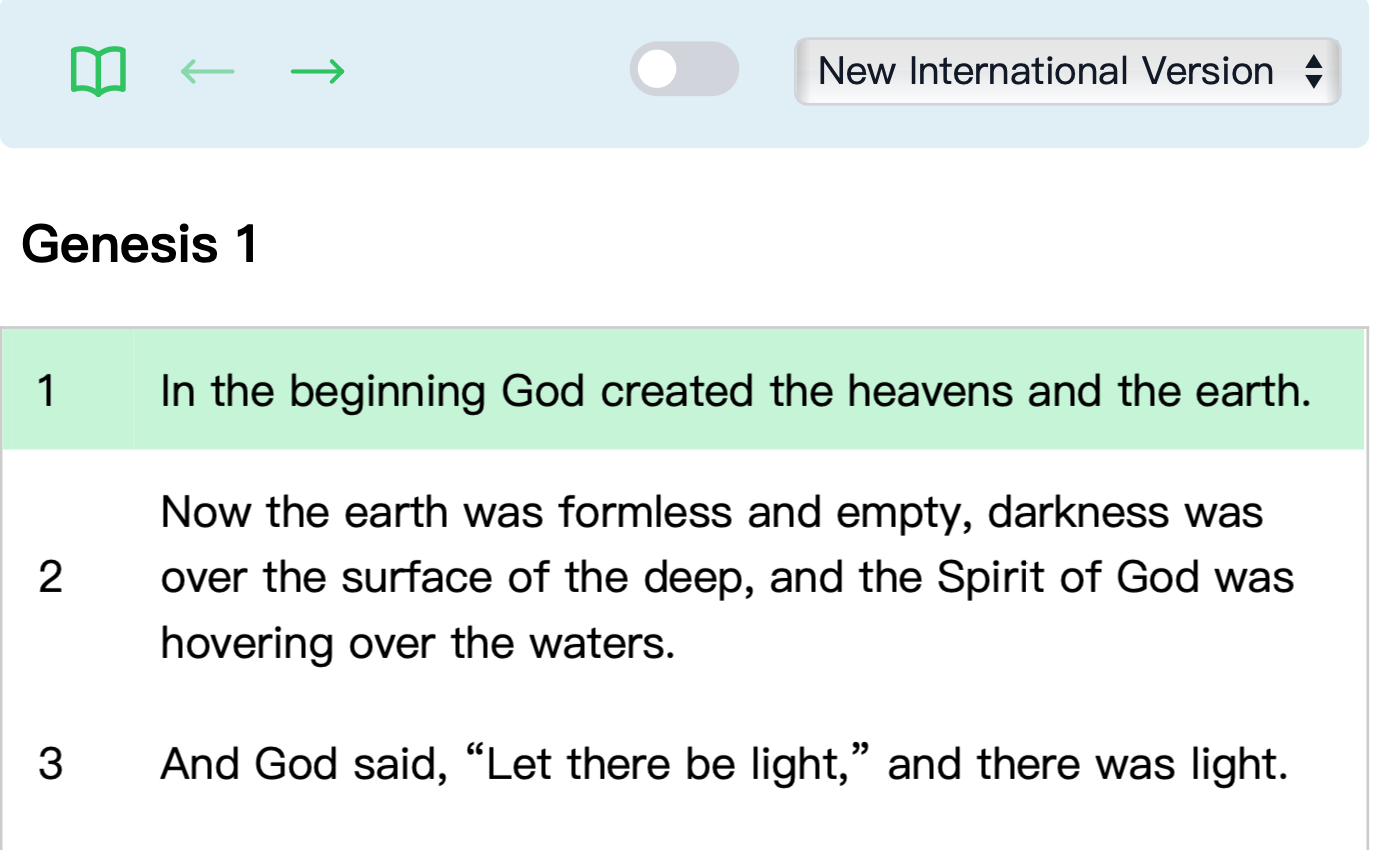 New International Version
Genesis 1
1 In the beginning God created the heavens and the earth.
Now the earth was formless and empty, darkness was
2 over the surface of the deep, and the Spirit of God was
hovering over the waters.
3 And God said, “Let there be light,” and there was light.